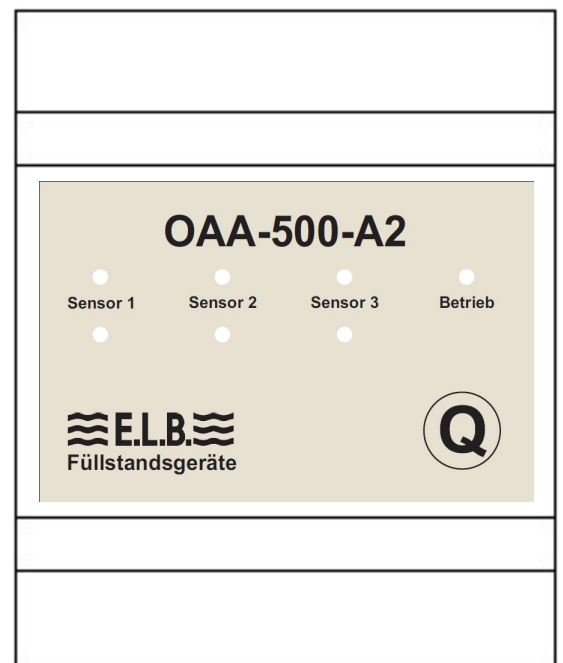 OAA-500-A2
Sensor 1 Sensor 2 Sensor 3 Betrieb
E.L.B.
Füllstandsgeräte
Q